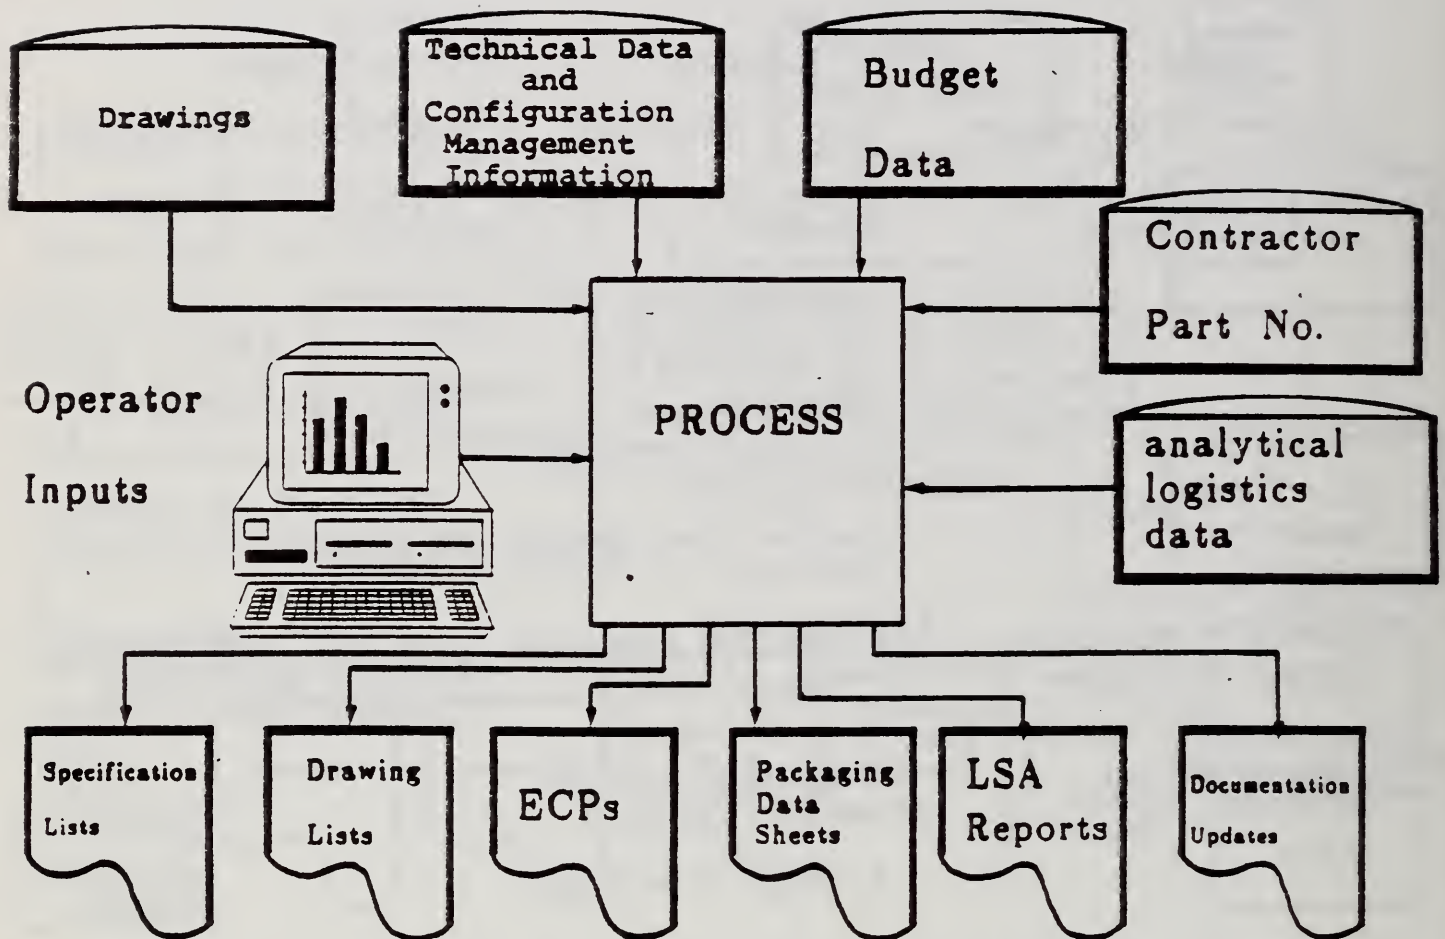 Drawings
Technical Data
and
Configuration
Management
Information
Budget
Data
Contractor
Part No.
Operator
Inputs
PROCESS
analytical
logistics
data
Specification
Lists
Drawing
Lists
ECPs
Packaging
Data
Sheets
LSA
Reports
Documentation
Updates